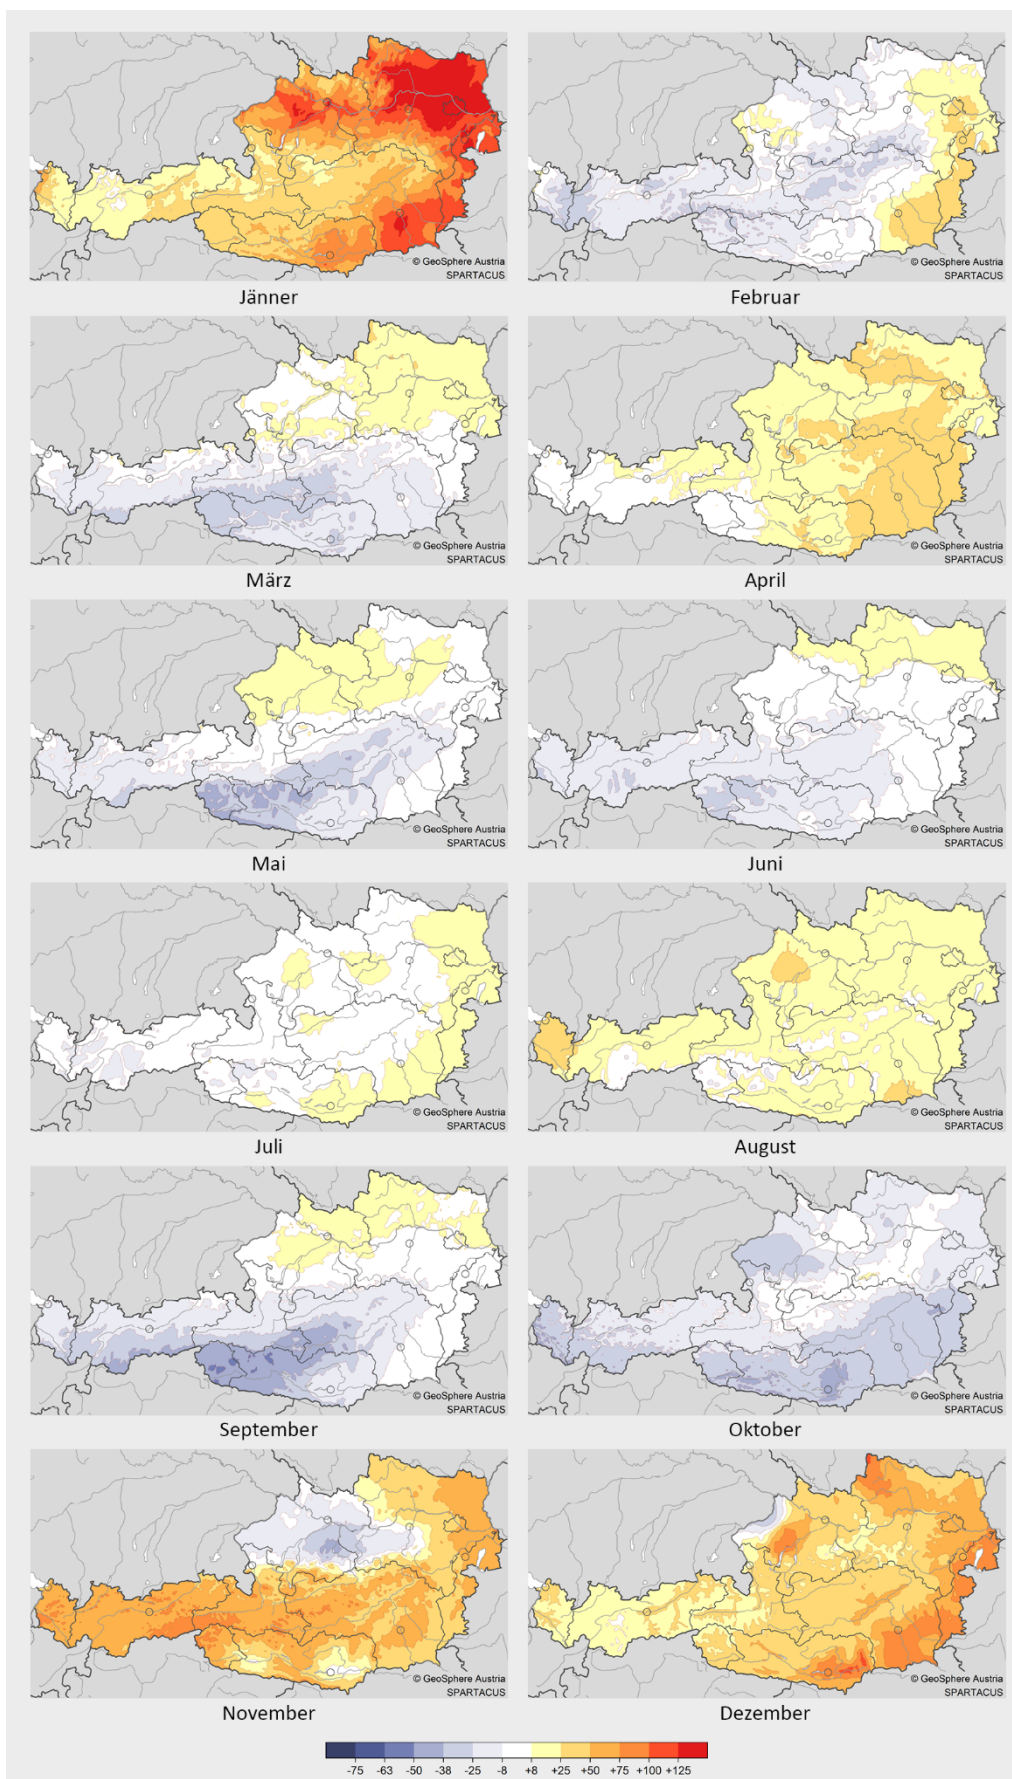 © GeoSphere Austria
SPARTACUS
© GeoSphere Austria
SPARTACUS
Jänner
Februar
© GeoSphere Austria
SPARTACUS
© GeoSphere Austria
SPARTACUS
März
April
© GeoSphere Austria
SPARTACUS
© GeoSphere Austria
SPARTACUS
Mai
Juni
© GeoSphere Austria
SPARTACUS
© GeoSphere Austria
SPARTACUS
Juli
August
© GeoSphere Austria
SPARTACUS
© GeoSphere Austria
SPARTACUS
September
Oktober
© GeoSphere Austria
SPARTACUS
© GeoSphere Austria
SPARTACUS
November
Dezember
-75 -63 -50 -38 -25 -8 +8 +25 +50 +75 +100 +125